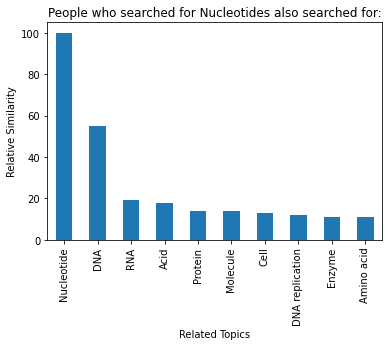 People who searched for Nucleotides also searched for:
Relative Similarity
100
80
60
40
20
0
Nucleotide
DNA
RNA
Acid
Protein
Molecule
Cell
DNA replication
Enzyme
Amino acid
Related Topics